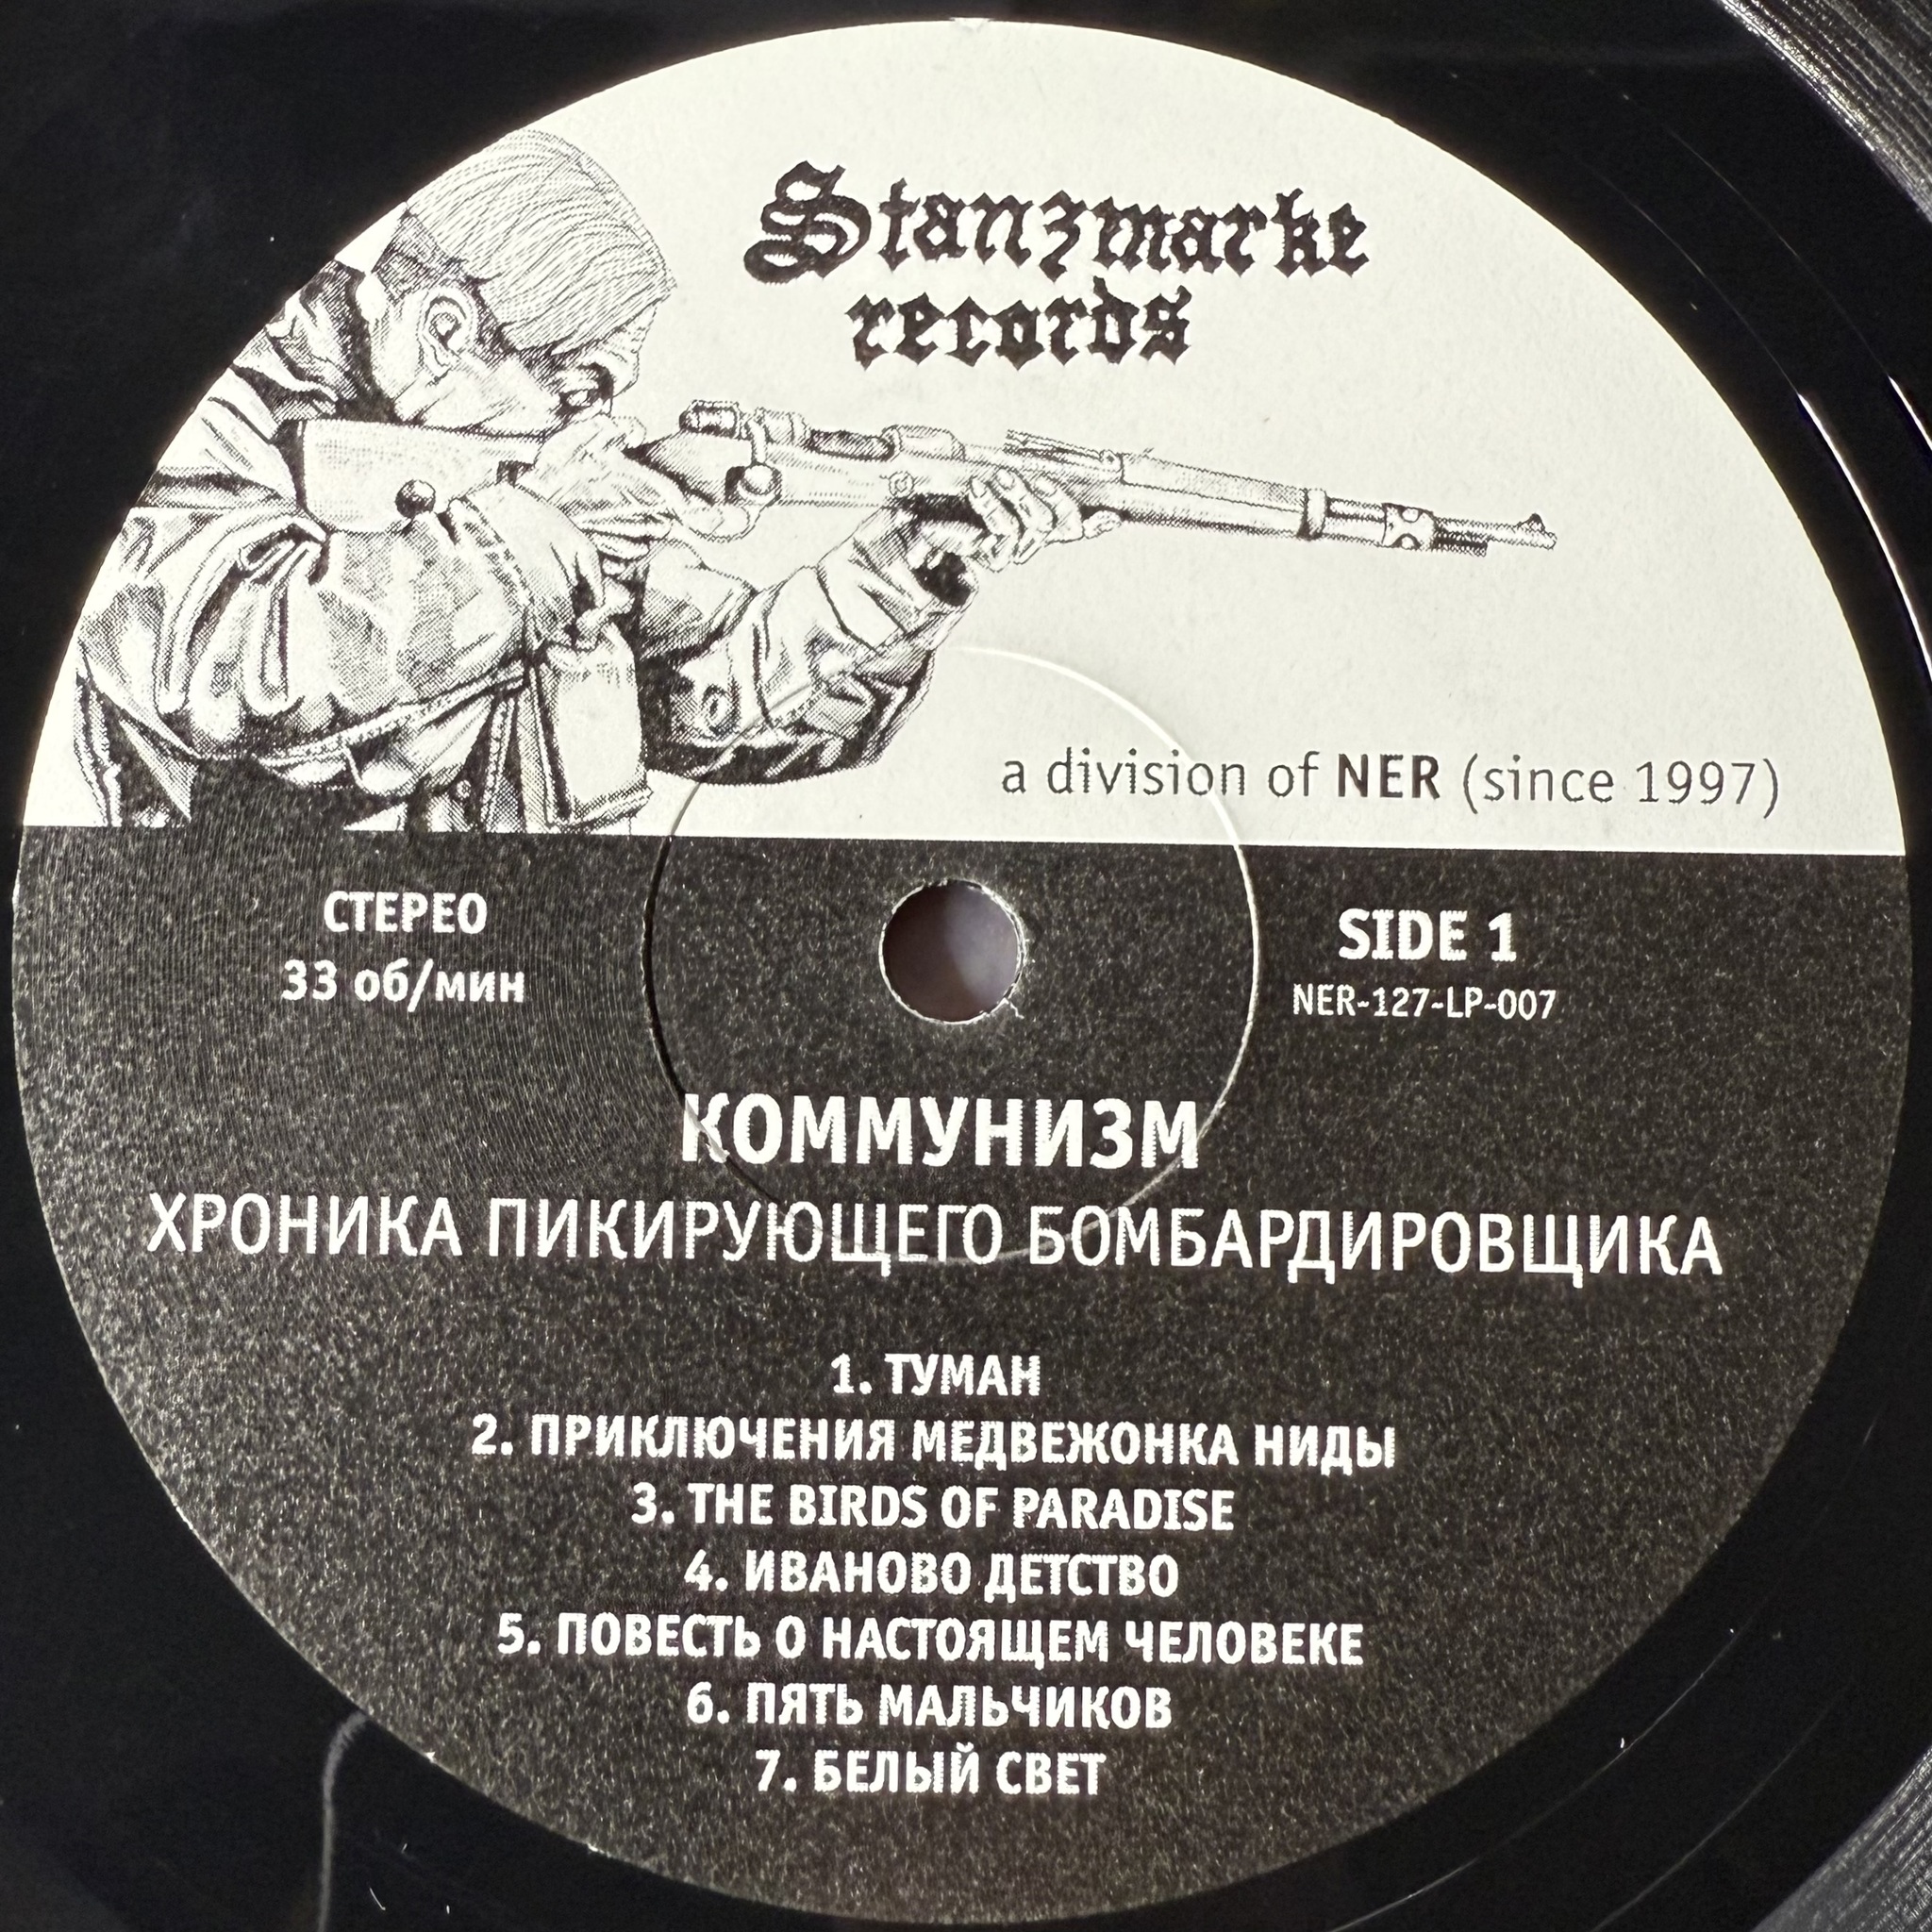 Stanzmarke
records
a division of NER (since 1997)
СТЕРЕО
33 об/мин
SIDE 1
NER-127-LP-007
КОММУНИЗМ
ХРОНИКА ПИКИРУЮЩЕГО БОМБАРДИРОВЩИКА
1. ТУМАН
2. ПРИКЛЮЧЕНИЯ МЕДВЕЖОНКА НИДЫ
3. THE BIRDS OF PARADISE
4. ИВАНОВО ДЕТСТВО
5. ПОВЕСТЬ О НАСТОЯЩЕМ ЧЕЛОВЕКЕ
6. ПЯТЬ МАЛЬЧИКОВ
7. БЕЛЫЙ СВЕТ